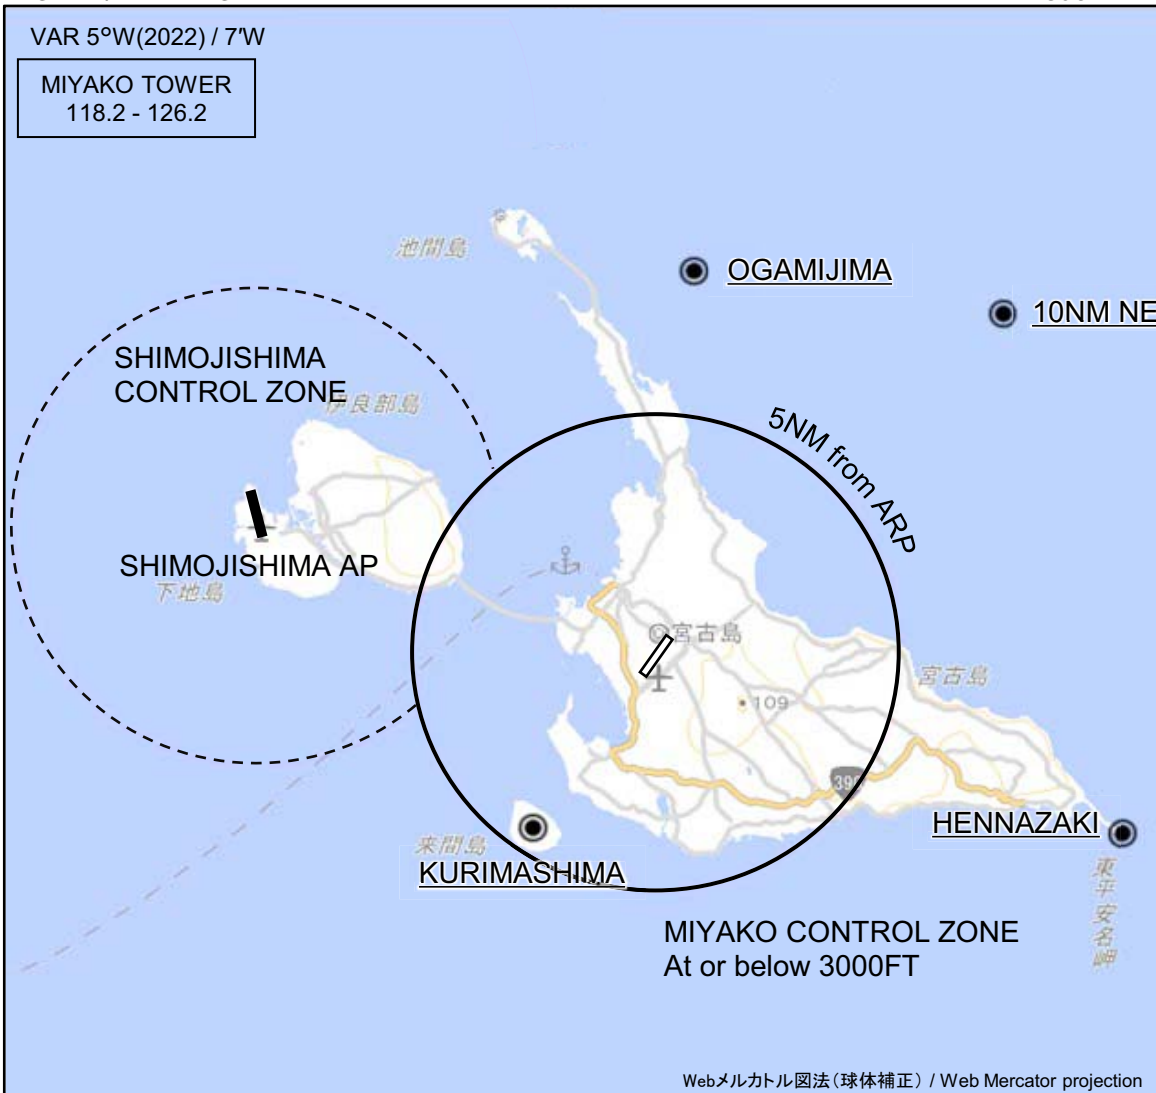 VAR 5°W(2022) / 7'W
MIYAKO TOWER
118.2 - 126.2
池間島
OGAMIJIMA
10NM NE
SHIMOJISHIMA
CONTROL ZONE
伊良部島
5NM from ARP
SHIMOJISHIMA AP
下地島
宮古島
宮古島
109
390
HENNAZAKI
来間島
KURIMASHIMA
東平安名岬
MIYAKO CONTROL ZONE
At or below 3000FT
Webメルカトル図法(球体補正) / Web Mercator projection